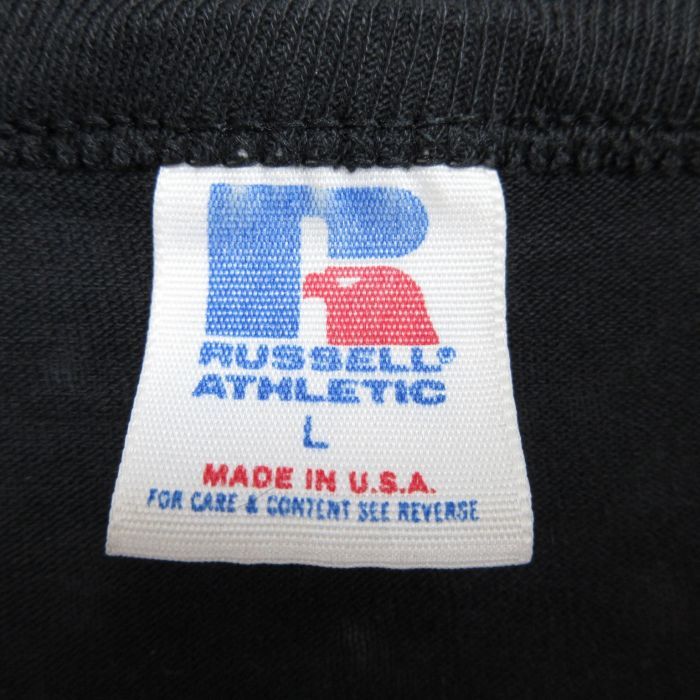 R
RUSSELL®
ATHLETIC
L
MADE IN U.S.A.
FOR CARE & CONTENT SEE REVERSE